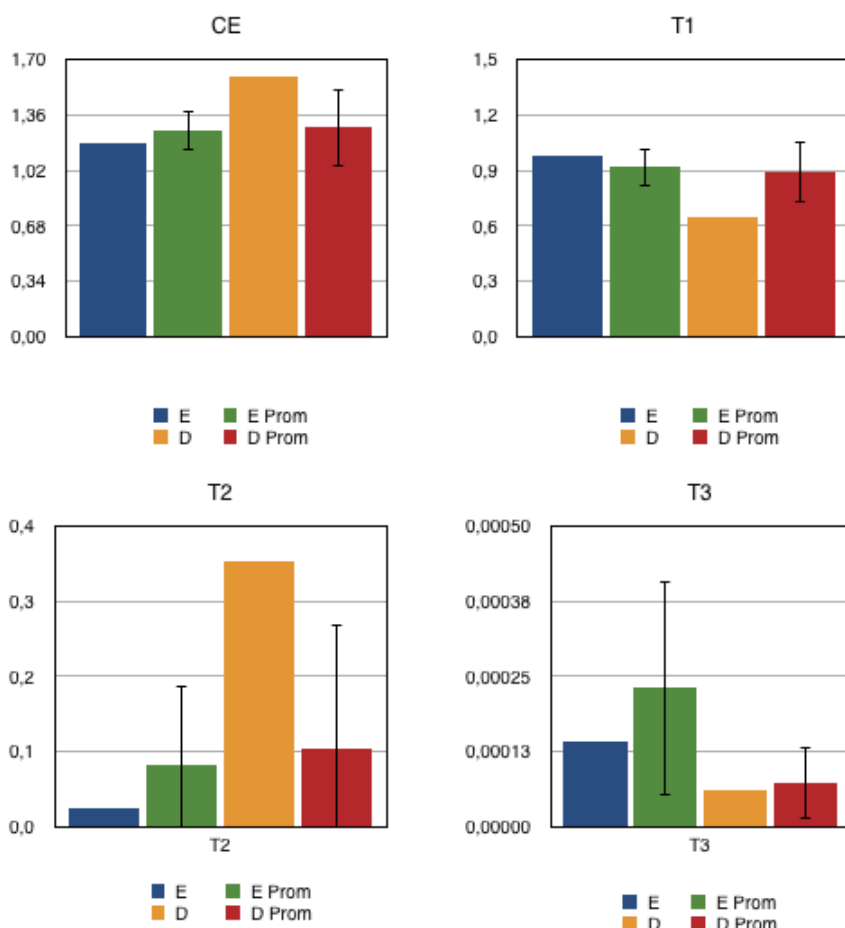 CE
1,70
1,36
1,02
0,68
0,34
0,00
E E Prom
D D Prom
T1
1,5
1,2
0,9
0,6
0,3
0,0
E E Prom
D D Prom
T2
0,4
0,3
0,2
0,1
0,0
T2
E E Prom
D D Prom
T3
0,00050
0,00038
0,00025
0,00013
0,00000
T3
E E Prom
D D Prom